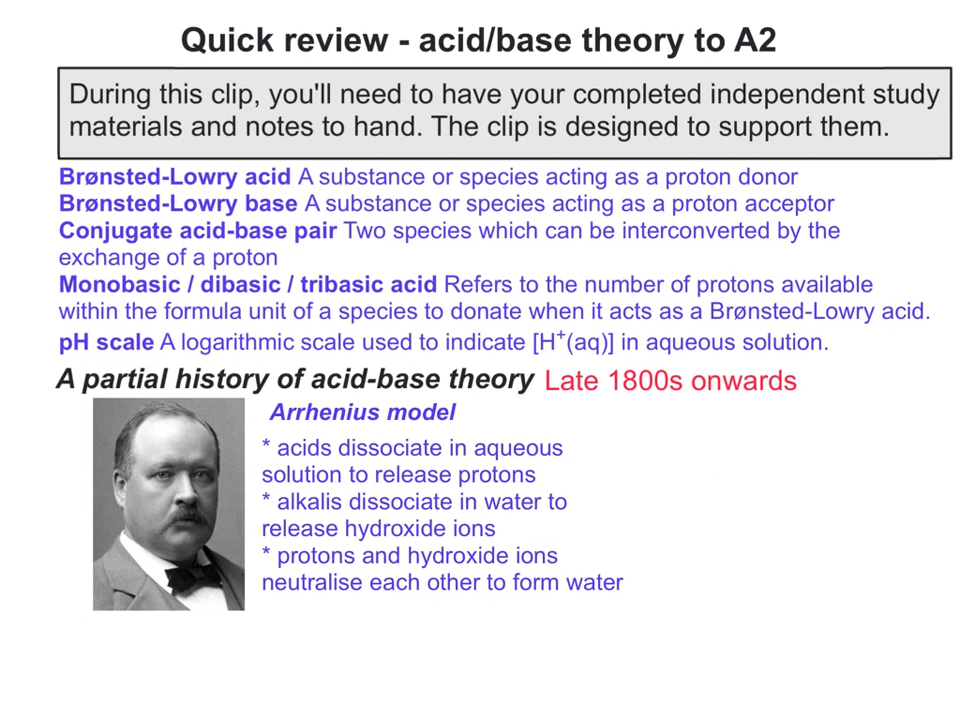 Quick review - acid/base theory to A2
During this clip, you'll need to have your completed independent study
materials and notes to hand. The clip is designed to support them.
Brønsted-Lowry acid A substance or species acting as a proton donor
Brønsted-Lowry base A substance or species acting as a proton acceptor
Conjugate acid-base pair Two species which can be interconverted by the
exchange of a proton
Monobasic / dibasic / tribasic acid Refers to the number of protons available
within the formula unit of a species to donate when it acts as a Brønsted-Lowry acid.
pH scale A logarithmic scale used to indicate [H⁺(aq)] in aqueous solution.
A partial history of acid-base theory Late 1800s onwards
Arrhenius model
* acids dissociate in aqueous
solution to release protons
* alkalis dissociate in water to
release hydroxide ions
* protons and hydroxide ions
neutralise each other to form water